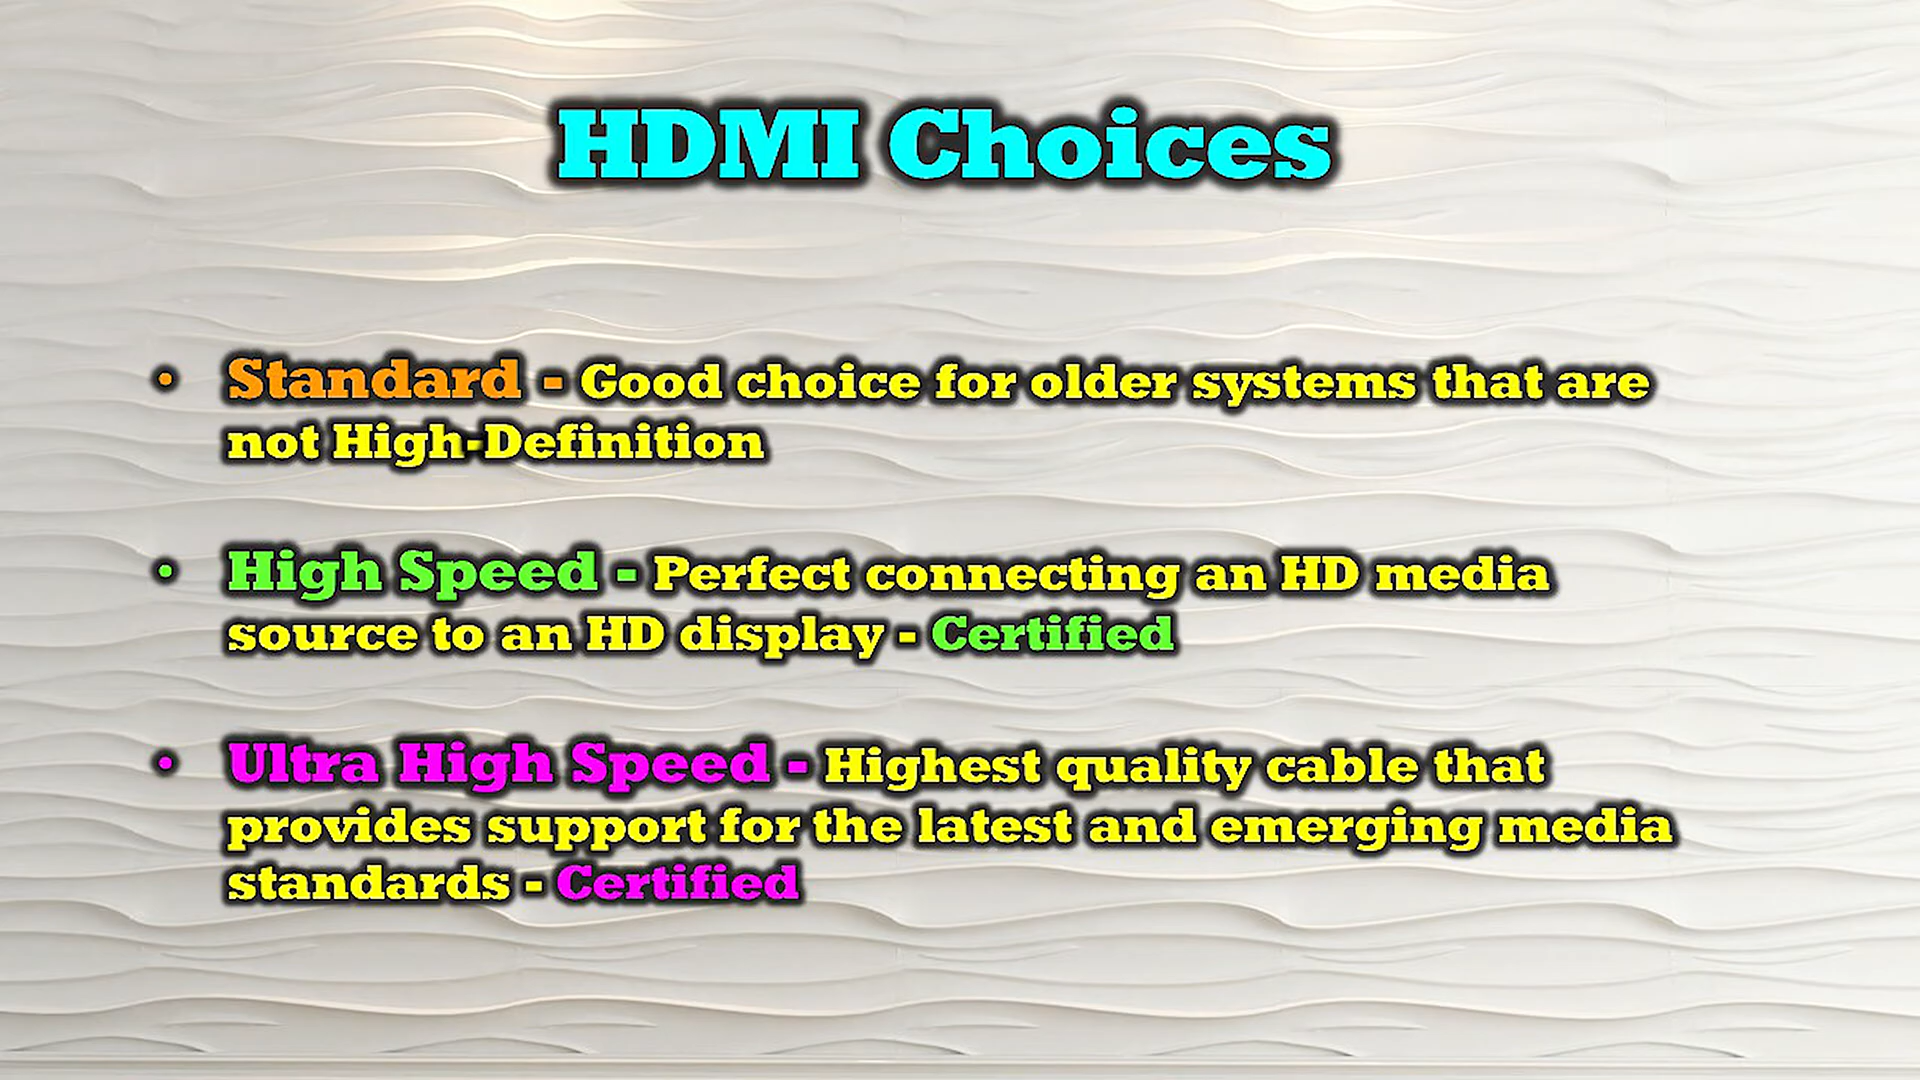 HDMI Choices
• Standard - Good choice for older systems that are
not High-Definition
• High Speed - Perfect connecting an HD media
source to an HD display - Certified
• Ultra High Speed - Highest quality cable that
provides support for the latest and emerging media
standards - Certified